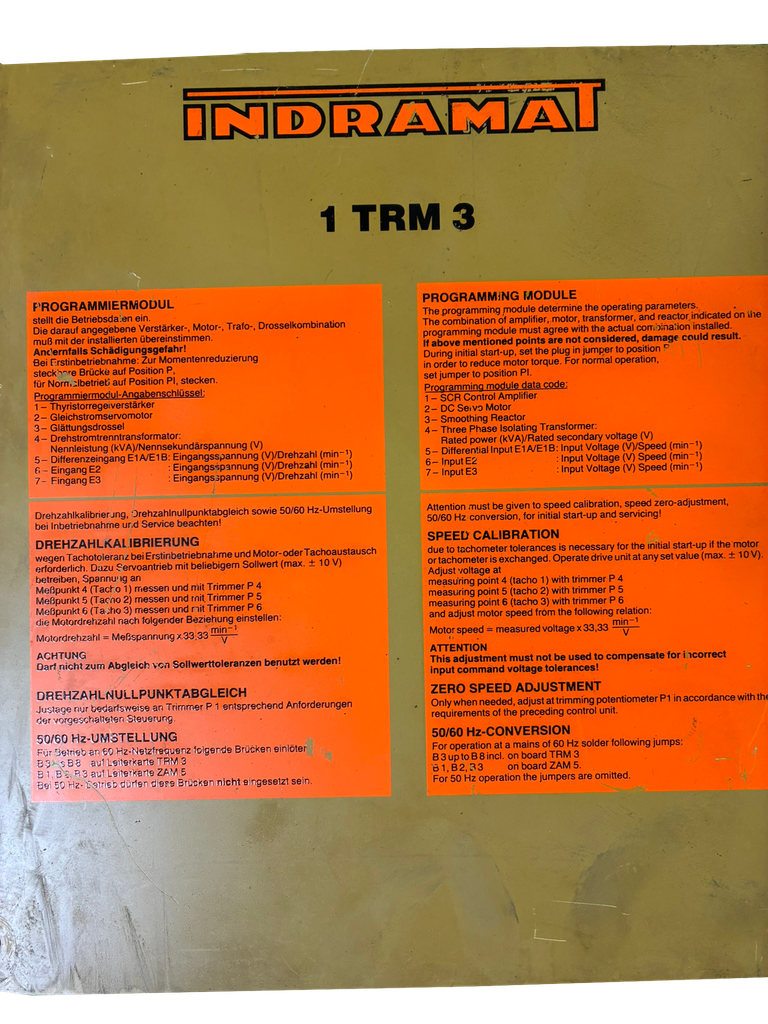 INDRAMAT
1 TRM 3
PROGRAMMIERMODUL
stellt die Betriebsdaten ein.
Die darauf angegebene Verstärker-, Motor-, Trafo-, Drosselkombination
muß mit der installierten übereinstimmen.
Andernfalls Schädigungsgefahr!
Bei Erstinbetriebnahme: Zur Momentenreduzierung
steckbare Brücke auf Position P,
für Normalbetrieb auf Position PI, stecken.
Programmiermodul-Angabenschlüssel:
1 – Thyristorregelverstärker
2 – Gleichstromservomotor
3 – Glättungsdrossel
4 – Drehstromtrenntransformator:
Nennleistung (kVA)/Nennsekundärspannung (V)
5 – Differenzeingang E1A/E1B: Eingangsspannung (V)/Drehzahl (min⁻¹)
6 – Eingang E2 : Eingangsspannung (V)/Drehzahl (min⁻¹)
7 – Eingang E3 : Eingangsspannung (V)/Drehzahl (min⁻¹)
Drehzahlkalibrierung, Drehzahlnullpunktabgleich sowie 50/60 Hz-Umstellung
bei Inbetriebnahme und Service beachten!
DREHZAHLKALIBRIERUNG
wegen Tachotoleranz bei Erstinbetriebnahme und Motor- oder Tachoaustausch
erforderlich. Dazu Servoantrieb mit beliebigem Sollwert (max. ± 10 V)
betreiben, Spannung an
Meßpunkt 4 (Tacho 1) messen und mit Trimmer P 4
Meßpunkt 5 (Tacho 2) messen und mit Trimmer P 5
Meßpunkt 6 (Tacho 3) messen und mit Trimmer P 6
die Motordrehzahl nach folgender Beziehung einstellen:
Motordrehzahl = Meßspannung x 33,33 min⁻¹/V
ACHTUNG
Darf nicht zum Abgleich von Sollwerttoleranzen benutzt werden!
DREHZAHLNULLPUNKTABGLEICH
Justage nur bedarfsweise an Trimmer P 1 entsprechend Anforderungen
der vorgeschalteten Steuerung.
50/60 Hz-UMSTELLUNG
Für Betrieb an 60 Hz-Netzfrequenz folgende Brücken einlöten
B 3 bis B 8 auf Leiterkarte TRM 3
B 1, B 2, B 3 auf Leiterkarte ZAM 5
Bei 50 Hz- Betrieb dürfen diese Brücken nicht eingesetzt sein.
PROGRAMMING MODULE
The programming module determine the operating parameters.
The combination of amplifier, motor, transformer, and reactor indicated on the
programming module must agree with the actual combination installed.
If above mentioned points are not considered, damage could result.
During initial start-up, set the plug in jumper to position P
in order to reduce motor torque. For normal operation,
set jumper to position PI.
Programming module data code:
1 – SCR Control Amplifier
2 – DC Servo Motor
3 – Smoothing Reactor
4 – Three Phase Isolating Transformer:
Rated power (kVA)/Rated secondary voltage (V)
5 – Differential Input E1A/E1B: Input Voltage (V)/Speed (min⁻¹)
6 – Input E2 : Input Voltage (V)/Speed (min⁻¹)
7 – Input E3 : Input Voltage (V)/Speed (min⁻¹)
Attention must be given to speed calibration, speed zero-adjustment,
50/60 Hz-conversion, for initial start-up and servicing!
SPEED CALIBRATION
due to tachometer tolerances is necessary for the initial start-up if the motor
or tachometer is exchanged. Operate drive unit at any set value (max. ± 10 V).
Adjust voltage at
measuring point 4 (tacho 1) with trimmer P 4
measuring point 5 (tacho 2) with trimmer P 5
measuring point 6 (tacho 3) with trimmer P 6
and adjust motor speed from the following relation:
Motor speed = measured voltage x 33,33 min⁻¹/V
ATTENTION
This adjustment must not be used to compensate for incorrect
input command voltage tolerances!
ZERO SPEED ADJUSTMENT
Only when needed, adjust at trimming potentiometer P1 in accordance with the
requirements of the preceding control unit.
50/60 Hz-CONVERSION
For operation at a mains of 60 Hz solder following jumps:
B 3 up to B 8 incl. on board TRM 3
B 1, B 2, B 3 on board ZAM 5.
For 50 Hz operation the jumpers are omitted.